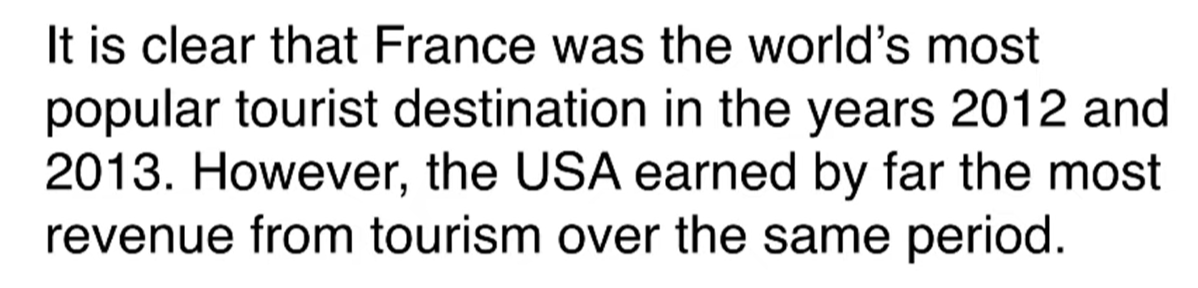 It is clear that France was the world’s most
popular tourist destination in the years 2012 and
2013. However, the USA earned by far the most
revenue from tourism over the same period.